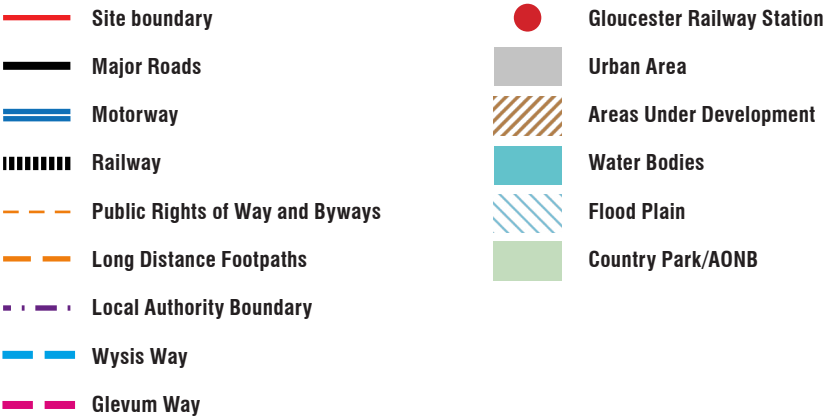 Site boundary
Major Roads
Motorway
Railway
Public Rights of Way and Byways
Long Distance Footpaths
Local Authority Boundary
Wysis Way
Glevum Way
Gloucester Railway Station
Urban Area
Areas Under Development
Water Bodies
Flood Plain
Country Park/AONB